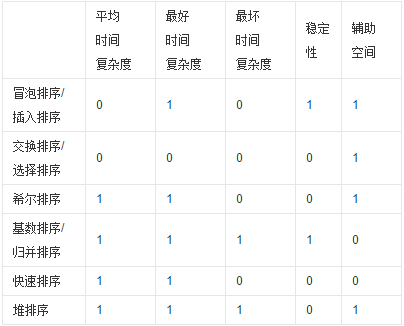 平均
时间
复杂度
最好
时间
复杂度
最坏
时间
复杂度
稳定
性
辅助
空间
冒泡排序/
插入排序
0 1 0 1 1
交换排序/
选择排序
0 0 0 0 1
希尔排序 1 1 0 0 1
基数排序/
归并排序
1 1 1 1 0
快速排序 1 1 0 0 0
堆排序 1 1 1 0 1